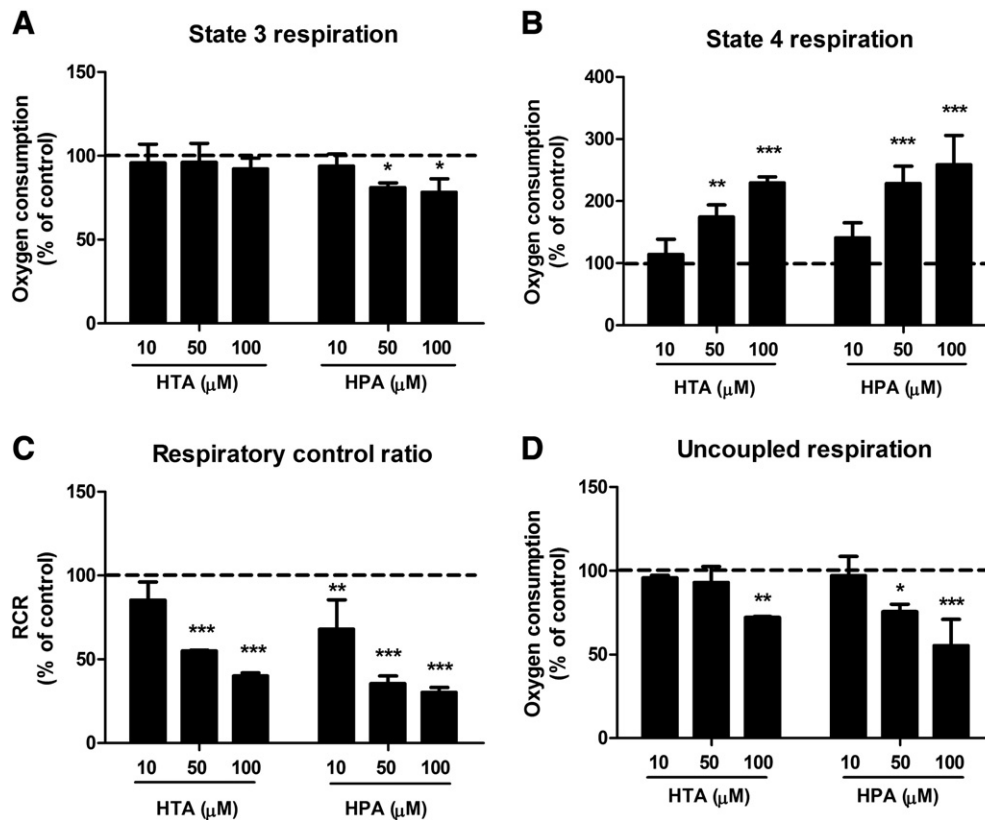 A
State 3 respiration
Oxygen consumption
(% of control)
150
100
50
0
*
*
10 50 100 10 50 100
HTA (μM) HPA (μM)
B
State 4 respiration
Oxygen consumption
(% of control)
400
300
200
100
0
**
***
***
***
10 50 100 10 50 100
HTA (μM) HPA (μM)
C
Respiratory control ratio
RCR
(% of control)
150
100
50
0
***
***
**
***
***
10 50 100 10 50 100
HTA (μM) HPA (μM)
D
Uncoupled respiration
Oxygen consumption
(% of control)
150
100
50
0
**
*
***
10 50 100 10 50 100
HTA (μM) HPA (μM)